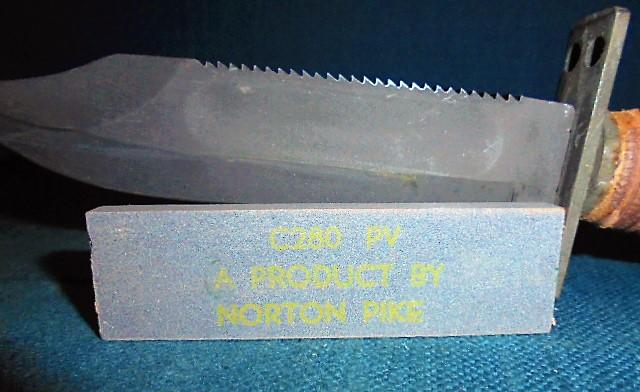 C280 PV
A PRODUCT BY
NORTON PIKE